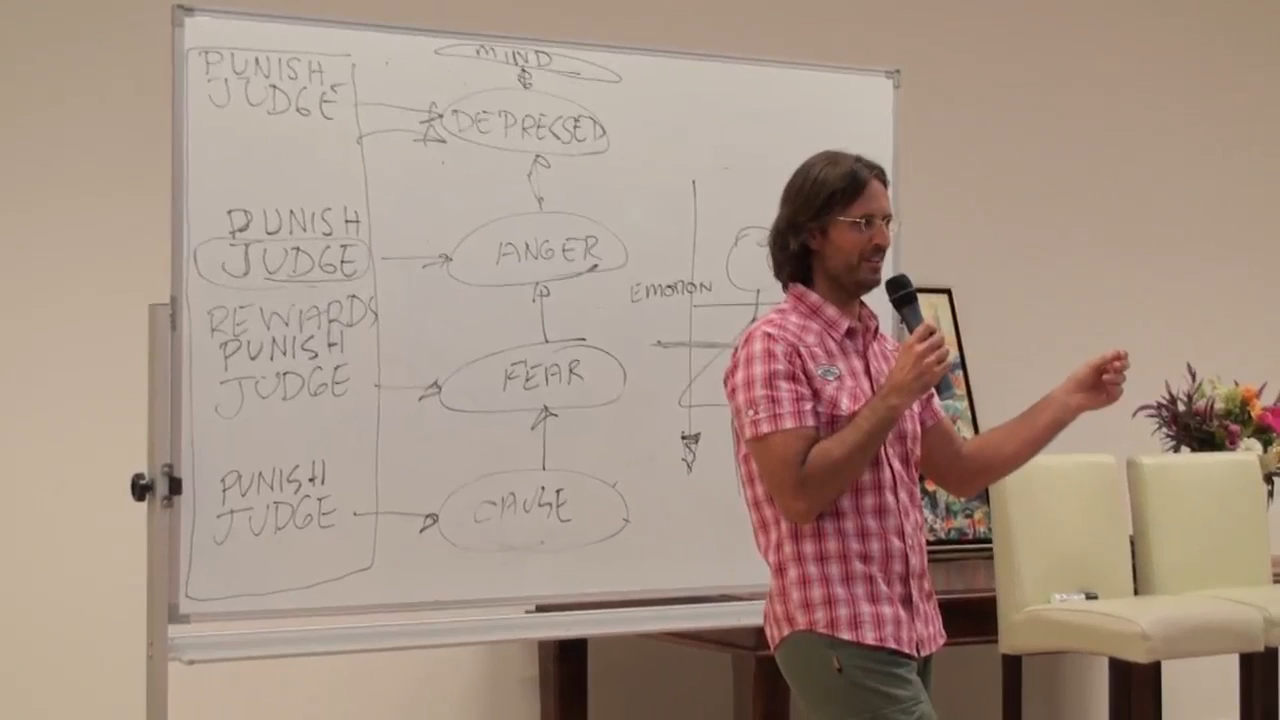 PUNISH
JUDGE
PUNISH
JUDGE
REWARDS
PUNISH
JUDGE
PUNISH
JUDGE
MIND
DEPRESSED
ANGER
FEAR
CAUSE
EMOTION